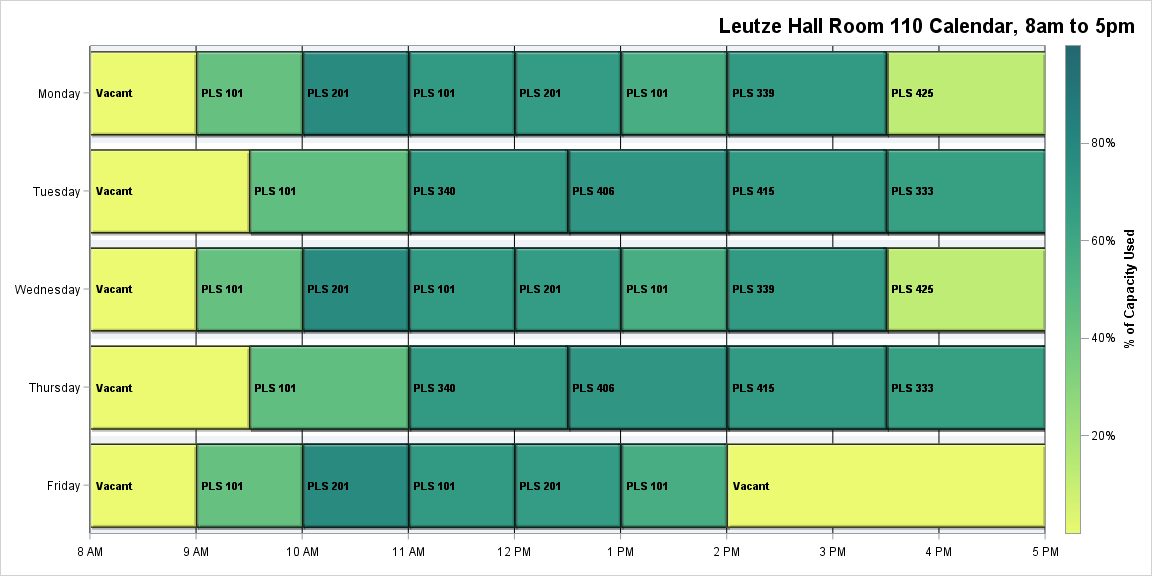 Leutze Hall Room 110 Calendar, 8am to 5pm
Monday
Vacant
PLS 101
PLS 201
PLS 101
PLS 201
PLS 101
PLS 339
PLS 425
Tuesday
Vacant
PLS 101
PLS 340
PLS 406
PLS 415
PLS 333
Wednesday
Vacant
PLS 101
PLS 201
PLS 101
PLS 201
PLS 101
PLS 339
PLS 425
Thursday
Vacant
PLS 101
PLS 340
PLS 406
PLS 415
PLS 333
Friday
Vacant
PLS 101
PLS 201
PLS 101
PLS 201
PLS 101
Vacant
8 AM
9 AM
10 AM
11 AM
12 PM
1 PM
2 PM
3 PM
4 PM
5 PM
80%
60%
40%
20%
% of Capacity Used